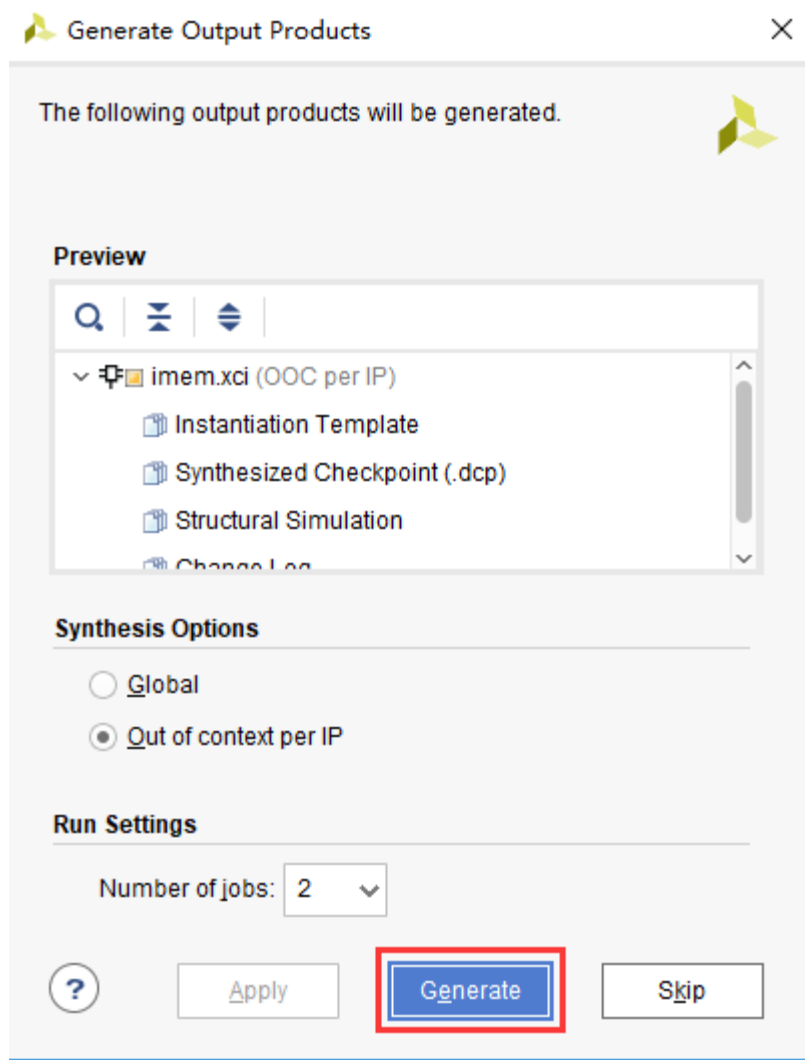 Generate Output Products
The following output products will be generated.
Preview
imem.xci (OOC per IP)
Instantiation Template
Synthesized Checkpoint (.dcp)
Structural Simulation
Change Log
Synthesis Options
Global
Out of context per IP
Run Settings
Number of jobs: 2
? Apply Generate Skip